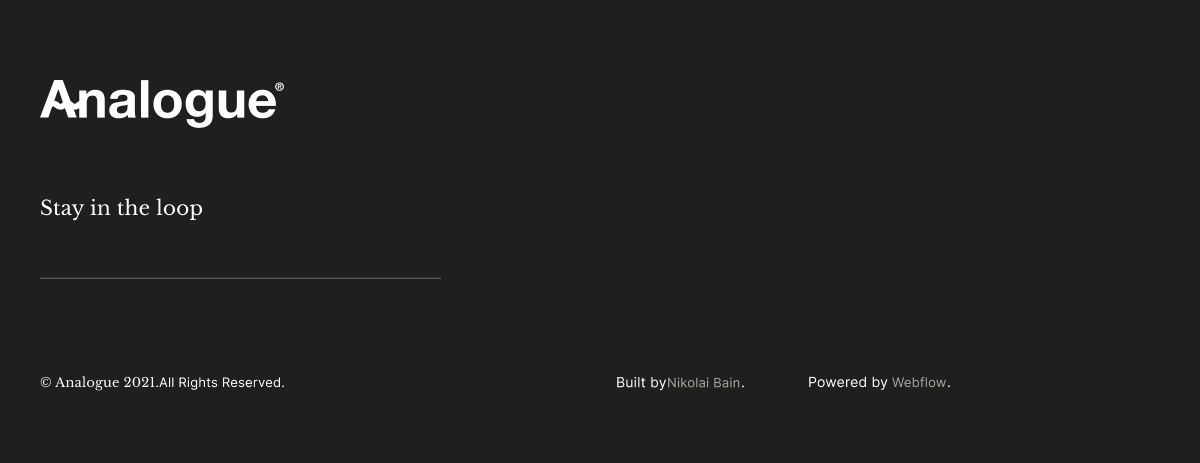 Analogue®
Stay in the loop
© Analogue 2021.All Rights Reserved.
Built byNikolai Bain.
Powered by Webflow.